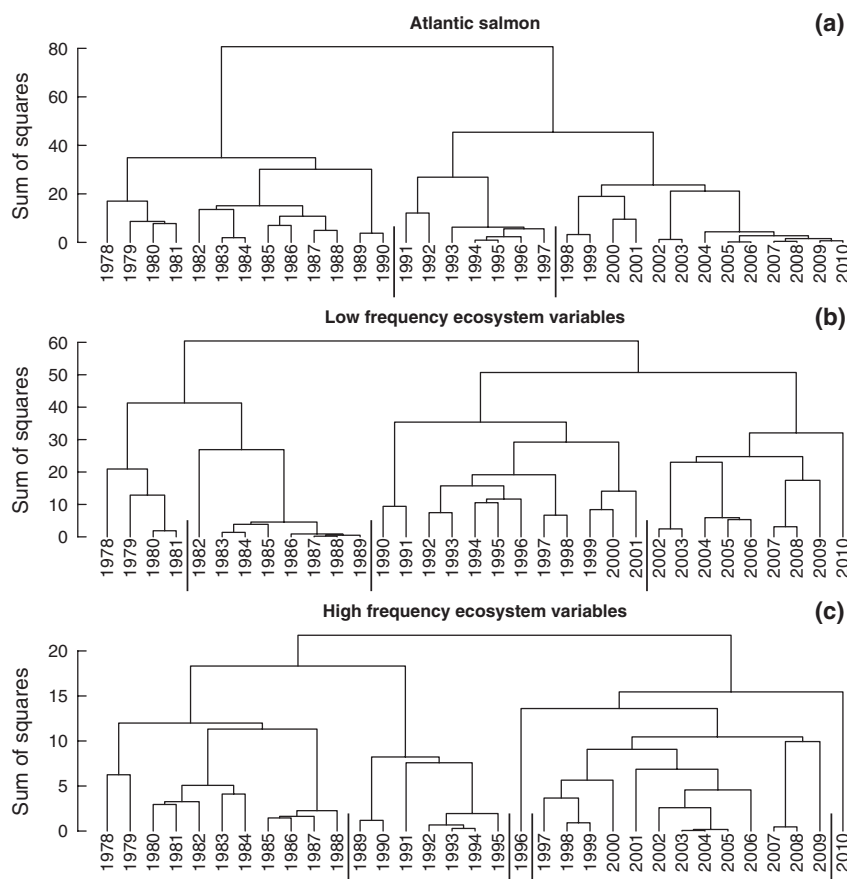 Atlantic salmon
(a)
Sum of squares
80
60
40
20
0
1978 1979 1980 1981 1982 1983 1984 1985 1986 1987 1988 1989 1990 1991 1992 1993 1994 1995 1996 1997 1998 1999 2000 2001 2002 2003 2004 2005 2006 2007 2008 2009 2010
Low frequency ecosystem variables
(b)
Sum of squares
60
50
40
30
20
10
0
1978 1979 1980 1981 1982 1983 1984 1985 1986 1987 1988 1989 1990 1991 1992 1993 1994 1995 1996 1997 1998 1999 2000 2001 2002 2003 2004 2005 2006 2007 2008 2009 2010
High frequency ecosystem variables
(c)
Sum of squares
20
15
10
5
0
1978 1979 1980 1981 1982 1983 1984 1985 1986 1987 1988 1989 1990 1991 1992 1993 1994 1995 1996 1997 1998 1999 2000 2001 2002 2003 2004 2005 2006 2007 2008 2009 2010